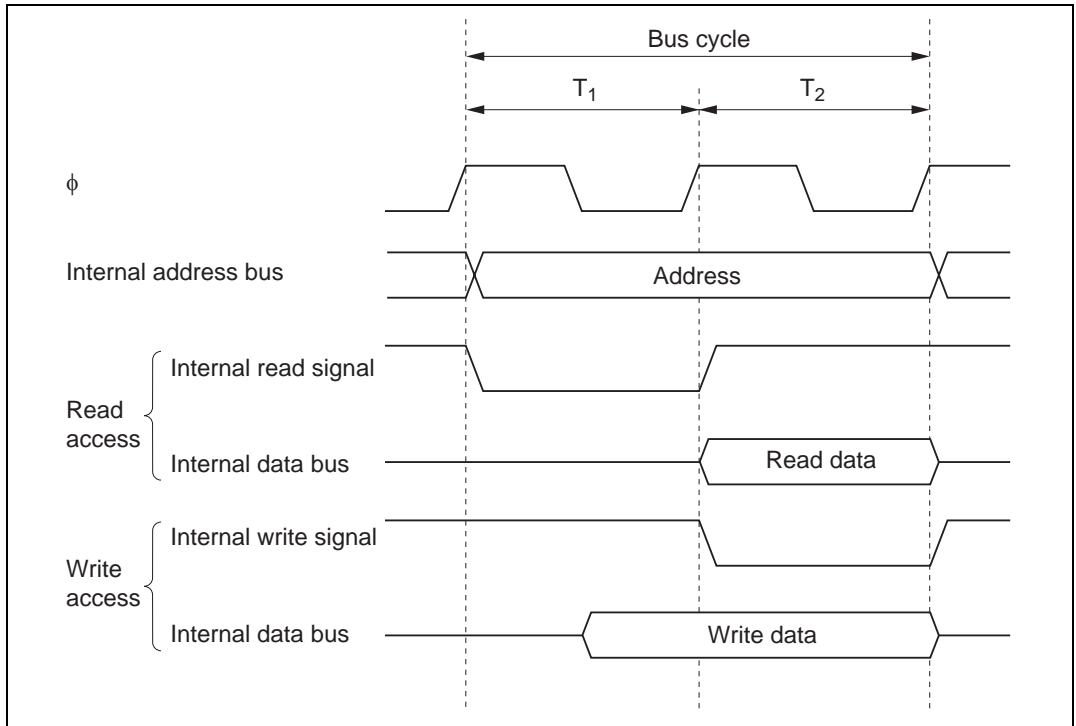 Bus cycle
T1
T2
ϕ
Internal address bus
Address
Read
access
Internal read signal
Internal data bus
Read data
Write
access
Internal write signal
Internal data bus
Write data